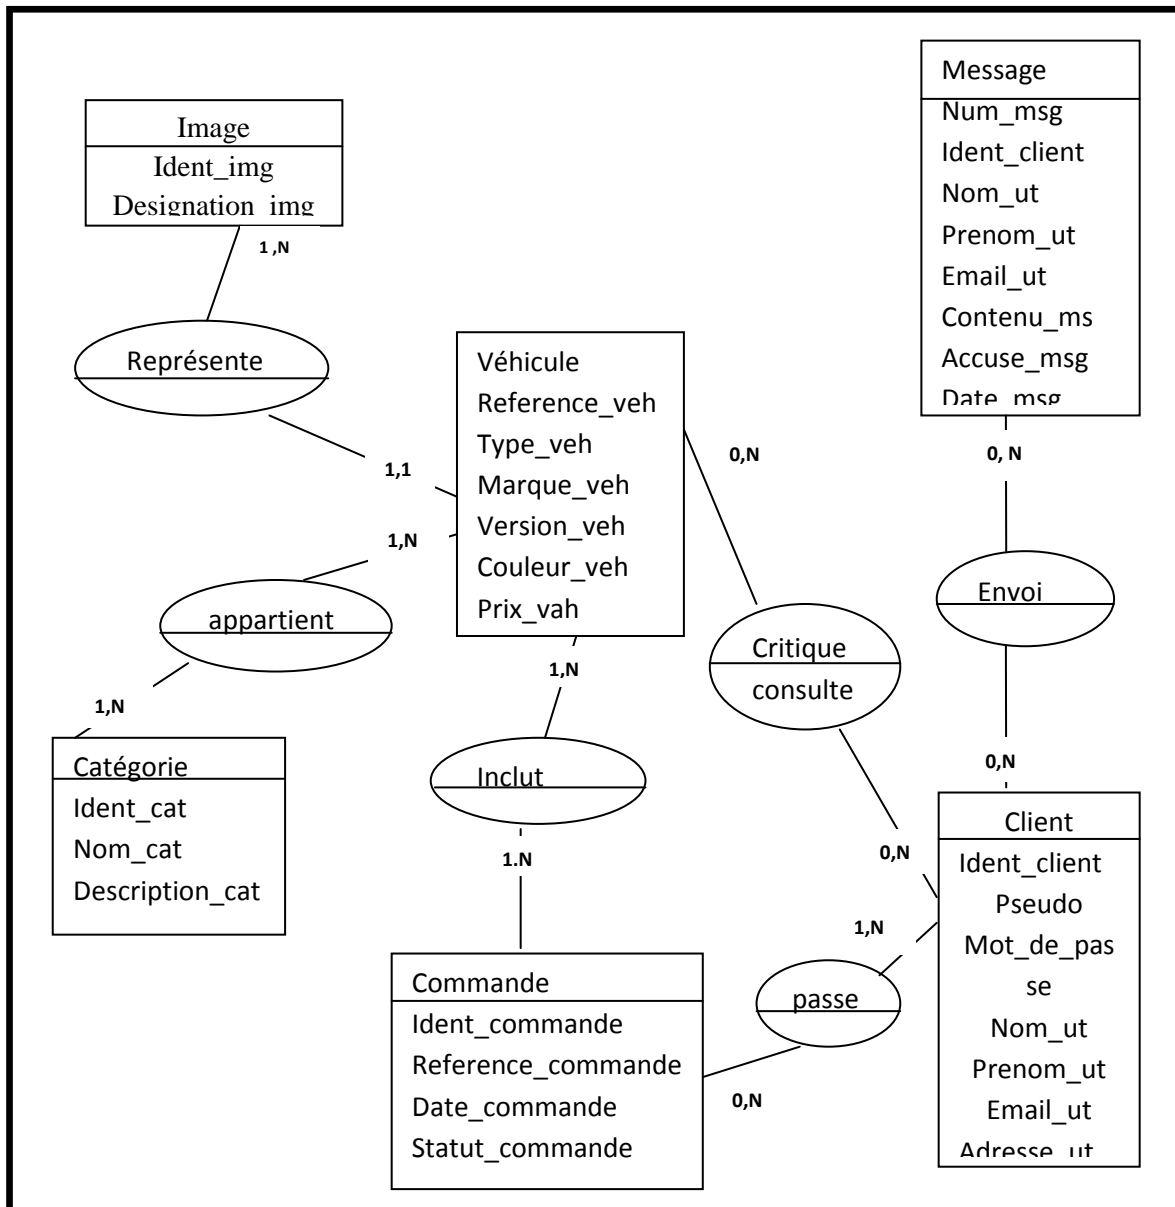 Image
Ident_img
Designation_img
1 ,N
Représente
1,1
Véhicule
Reference_veh
Type_veh
Marque_veh
Version_veh
Couleur_veh
Prix_vah
Message
Num_msg
Ident_client
Nom_ut
Prenom_ut
Email_ut
Contenu_ms
Accuse_msg
Date_msg
0,N
0, N
1,N
appartient
1,N
Catégorie
Ident_cat
Nom_cat
Description_cat
1,N
Inclut
1.N
Critique
consulte
0,N
Envoi
0,N
Client
Ident_client
Pseudo
Mot_de_pas
se
Nom_ut
Prenom_ut
Email_ut
Adresse_ut
1,N
passe
0,N
Commande
Ident_commande
Reference_commande
Date_commande
Statut_commande